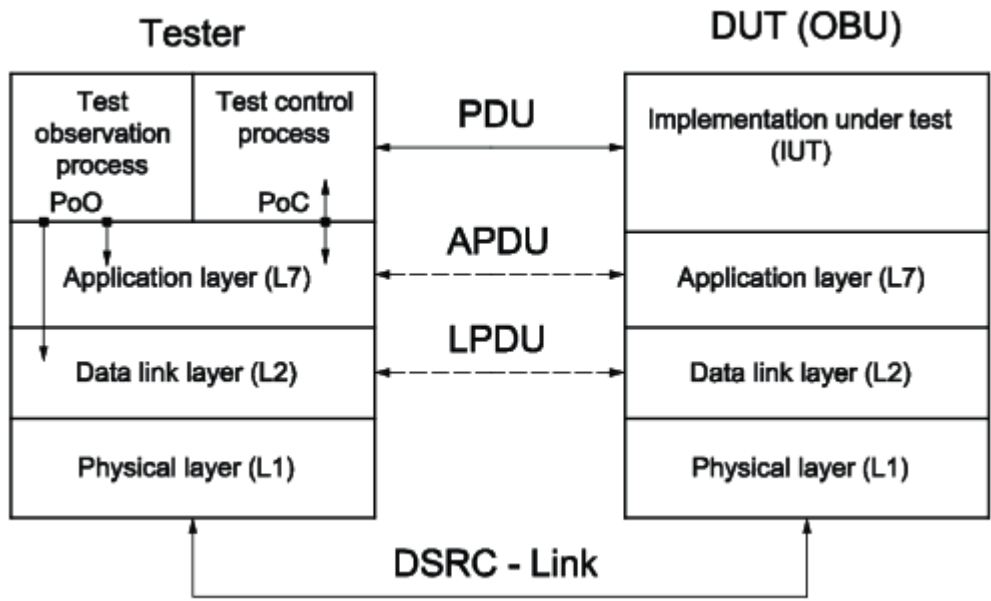 Tester
DUT (OBU)
Test
observation
process
Test control
process
PDU
Implementation under test
(IUT)
PoO
PoC
APDU
Application layer (L7)
Application layer (L7)
LPDU
Data link layer (L2)
Data link layer (L2)
Physical layer (L1)
Physical layer (L1)
DSRC - Link